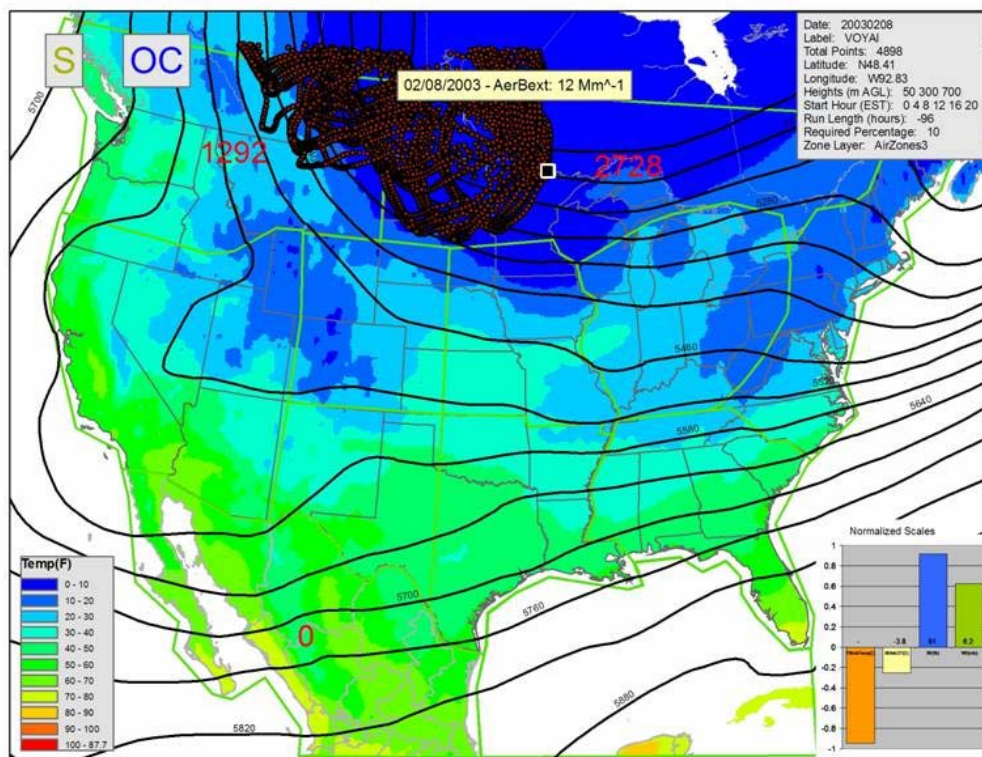 S
OC
Date: 20030208
Label: VOYAI
Total Points: 4898
Latitude: N48.41
Longitude: W92.83
Heights (m AGL): 50 300 700
Start Hour (EST): 0 4 8 12 16 20
Run Length (hours): -96
Required Percentage: 10
Zone Layer: AirZones3
02/08/2003 - AerBext: 12 Mm^-1
5700
1292
2728
5280
5460
5640
5580
5700
5760
0
5820
5880
Temp(F)
0 - 10
10 - 20
20 - 30
30 - 40
40 - 50
50 - 60
60 - 70
70 - 80
80 - 90
90 - 100
100 - 87.7
Normalized Scales
1
0.8
0.6
0.4
0.2
0
-0.2
-0.4
-0.6
-0.8
-1
-
-3.8
91
6.2